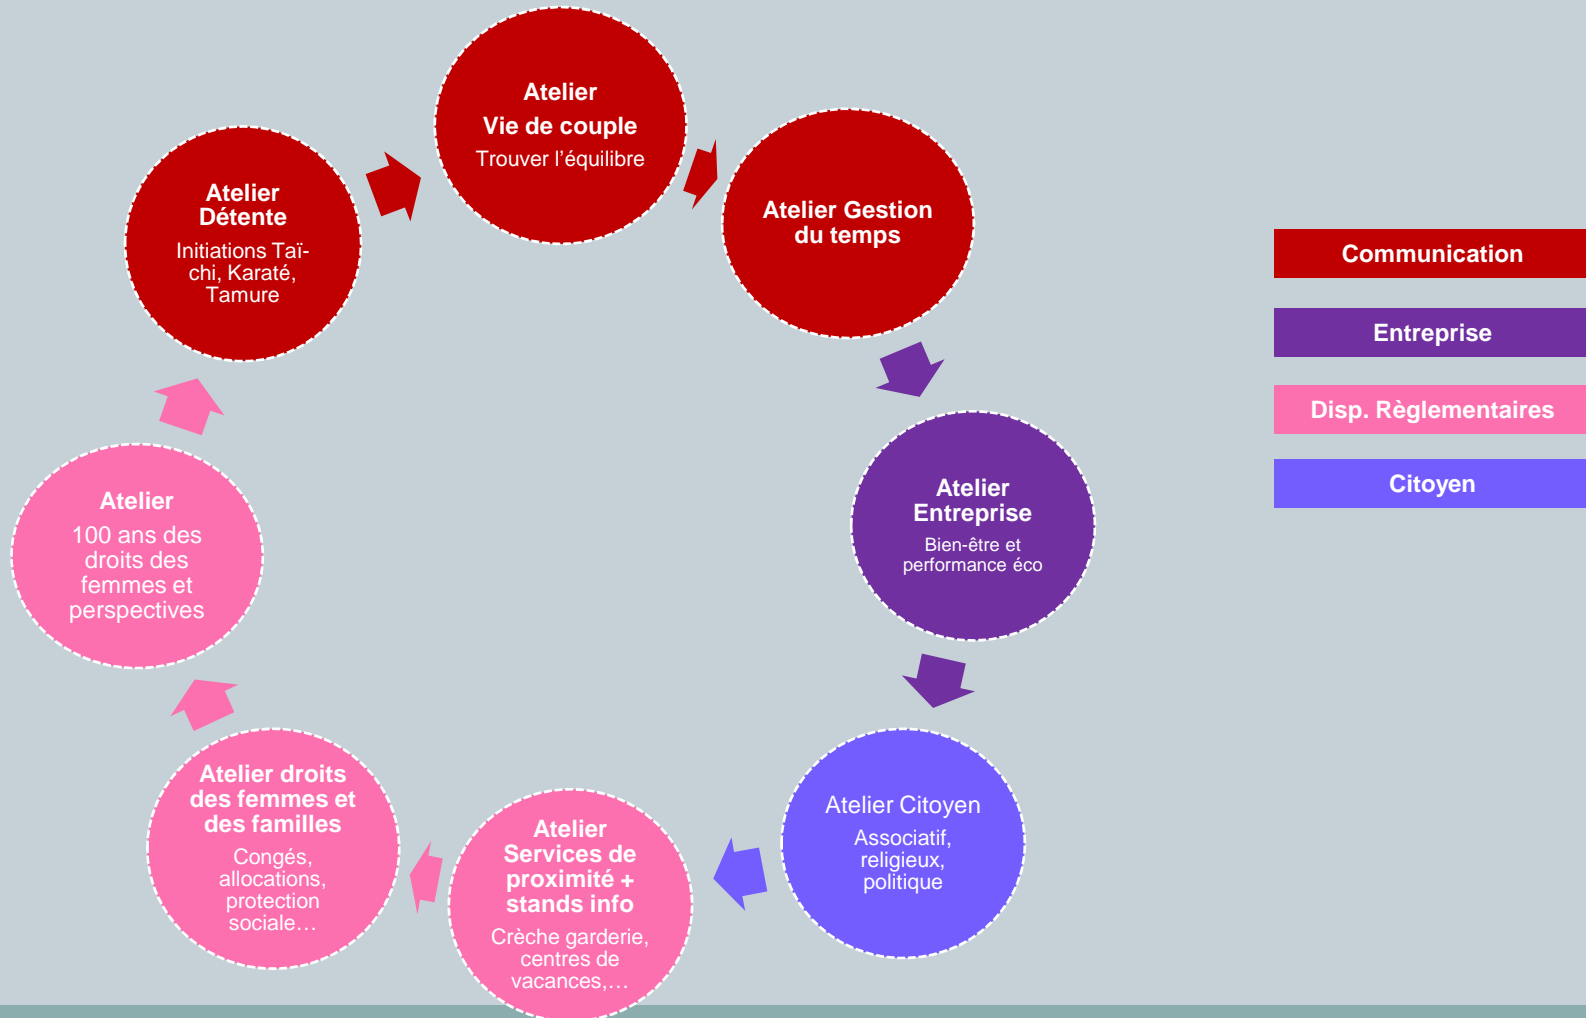 Atelier
Vie de couple
Trouver l’équilibre
Atelier Gestion
du temps
Atelier
Entreprise
Bien-être et
performance éco
Atelier Citoyen
Associatif,
religieux,
politique
Atelier
Services de
proximité +
stands info
Crèche garderie,
centres de
vacances,…
Atelier droits
des femmes et
des familles
Congés,
allocations,
protection
sociale…
Atelier
100 ans des
droits des
femmes et
perspectives
Atelier
Détente
Initiations Taï-
chi, Karaté,
Tamure
Communication
Entreprise
Disp. Règlementaires
Citoyen